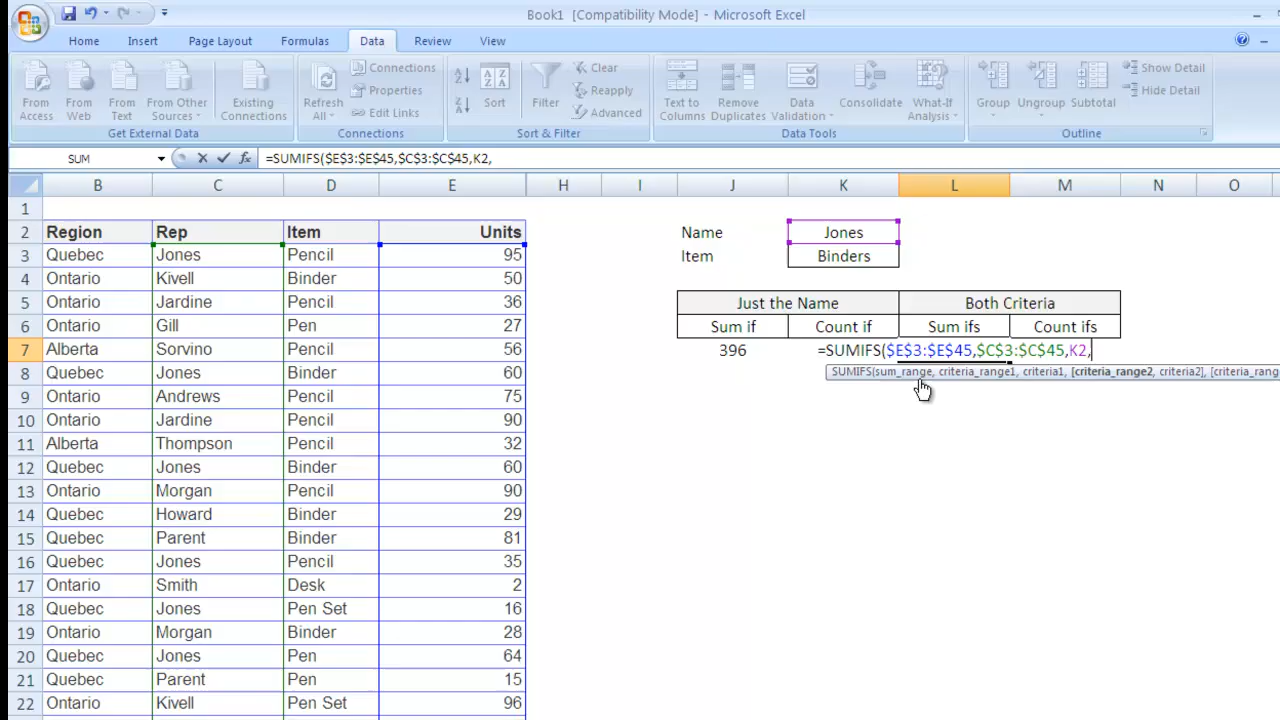 Book1 [Compatibility Mode] - Microsoft Excel
Home Insert Page Layout Formulas Data Review View
From Access
From Web
From Text
From Other Sources
Existing Connections
Get External Data
Refresh All
Connections
Properties
Edit Links
Connections
Sort
Filter
Clear
Reapply
Advanced
Sort & Filter
Text to Columns
Remove Duplicates
Data Validation
Consolidate
What-If Analysis
Data Tools
Group
Ungroup
Subtotal
Show Detail
Hide Detail
Outline
SUM =SUMIFS($E$3:$E$45,$C$3:$C$45,K2,
B C D E H I J K L M N O
1
2 Region Rep Item Units Name Jones
3 Quebec Jones Pencil 95 Item Binders
4 Ontario Kivell Binder 50
5 Ontario Jardine Pencil 36 Just the Name Both Criteria
6 Ontario Gill Pen 27 Sum if Count if Sum ifs Count ifs
7 Alberta Sorvino Pencil 56 396 =SUMIFS($E$3:$E$45,$C$3:$C$45,K2,
SUMIFS(sum_range, criteria_range1, criteria1, [criteria_range2, criteria2], [criteria_rang
8 Quebec Jones Binder 60
9 Ontario Andrews Pencil 75
10 Ontario Jardine Pencil 90
11 Alberta Thompson Pencil 32
12 Quebec Jones Binder 60
13 Ontario Morgan Pencil 90
14 Quebec Howard Binder 29
15 Quebec Parent Binder 81
16 Quebec Jones Pencil 35
17 Ontario Smith Desk 2
18 Quebec Jones Pen Set 16
19 Ontario Morgan Binder 28
20 Quebec Jones Pen 64
21 Quebec Parent Pen 15
22 Ontario Kivell Pen Set 96